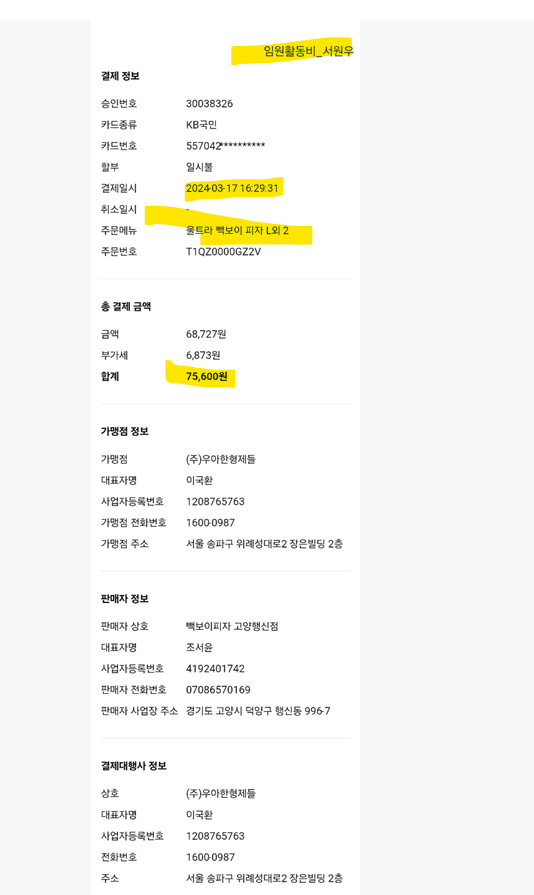 임원활동비_서원우
결제 정보
승인번호 30038326
카드종류 KB국민
카드번호 557042**********
할부 일시불
결제일시 2024-03-17 16:29:31
취소일시 -
주문메뉴 울트라 빽보이 피자 L외 2
주문번호 T1QZ0000GZ2V
총 결제 금액
금액 68,727원
부가세 6,873원
합계 75,600원
가맹점 정보
가맹점 (주)우아한형제들
대표자명 이국환
사업자등록번호 1208765763
가맹점 전화번호 1600-0987
가맹점 주소 서울 송파구 위례성대로2 장은빌딩 2층
판매자 정보
판매자 상호 빽보이피자 고양행신점
대표자명 조서윤
사업자등록번호 4192401742
판매자 전화번호 07086570169
판매자 사업장 주소 경기도 고양시 덕양구 행신동 996-7
결제대행사 정보
상호 (주)우아한형제들
대표자명 이국환
사업자등록번호 1208765763
전화번호 1600-0987
주소 서울 송파구 위례성대로2 장은빌딩 2층